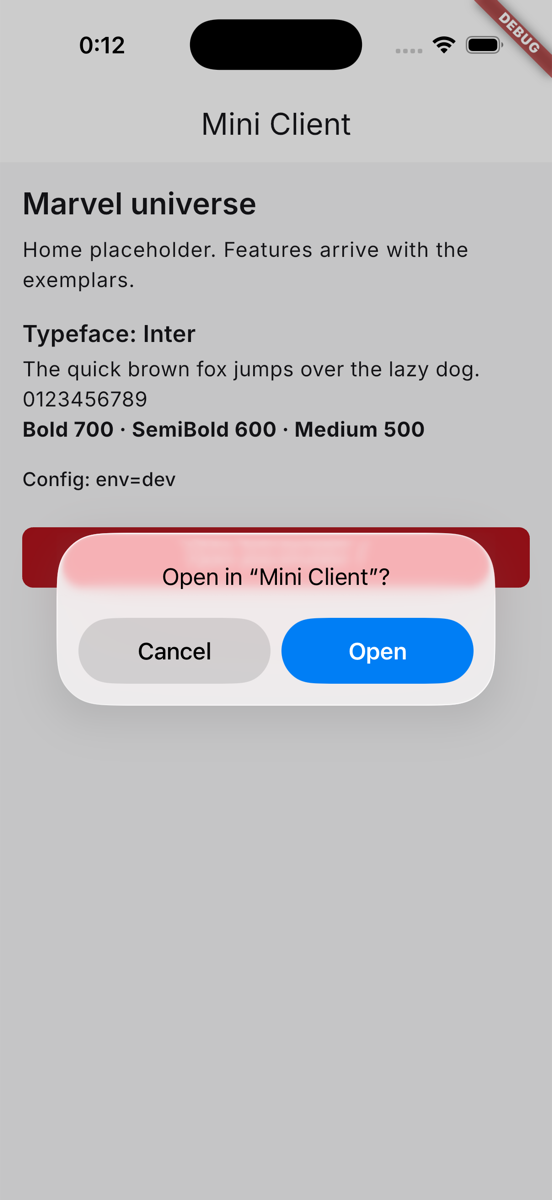 0:12
DEBUG
Mini Client
Marvel universe
Home placeholder. Features arrive with the
exemplars.
Typeface: Inter
The quick brown fox jumps over the lazy dog.
0123456789
Bold 700 · SemiBold 600 · Medium 500
Config: env=dev
Open in “Mini Client”?
Cancel
Open